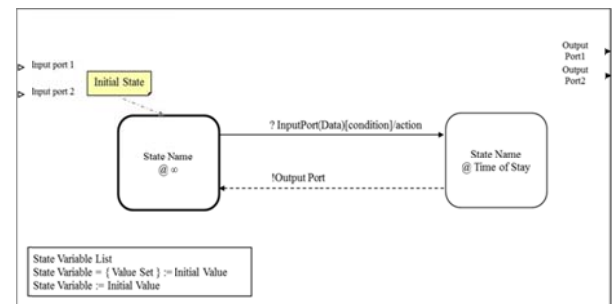 Input port 1
Input port 2
Initial State
Output
Port1
Output
Port2
? InputPort(Data)[condition]/action
State Name
@ ∞
State Name
@ Time of Stay
!Output Port
State Variable List
State Variable = { Value Set } := Initial Value
State Variable := Initial Value